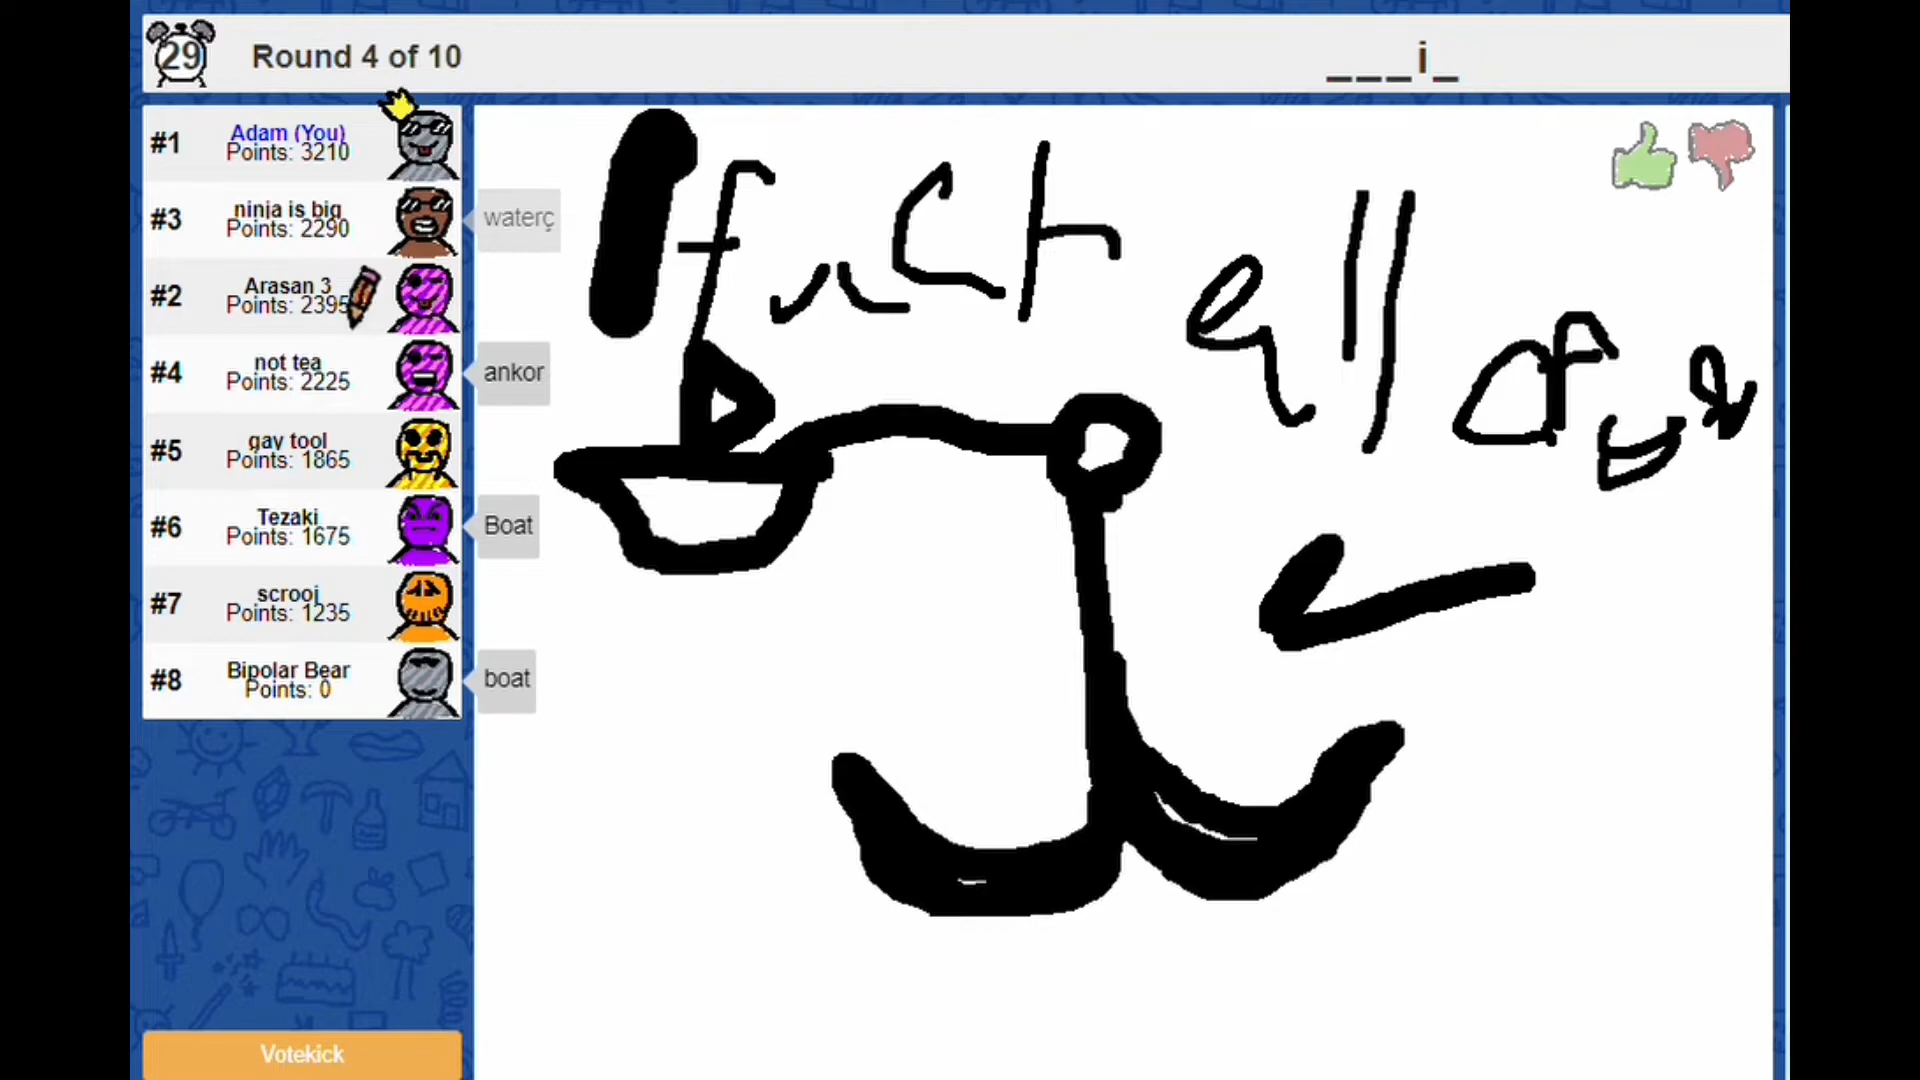 29
Round 4 of 10
___i_
#1 Adam (You)
Points: 3210
#3 ninja is big
Points: 2290
waterç
#2 Arasan 3
Points: 2395
#4 not tea
Points: 2225
ankor
#5 gay tool
Points: 1865
#6 Tezaki
Points: 1675
Boat
#7 scrooj
Points: 1235
#8 Bipolar Bear
Points: 0
boat
fuck all of
Votekick